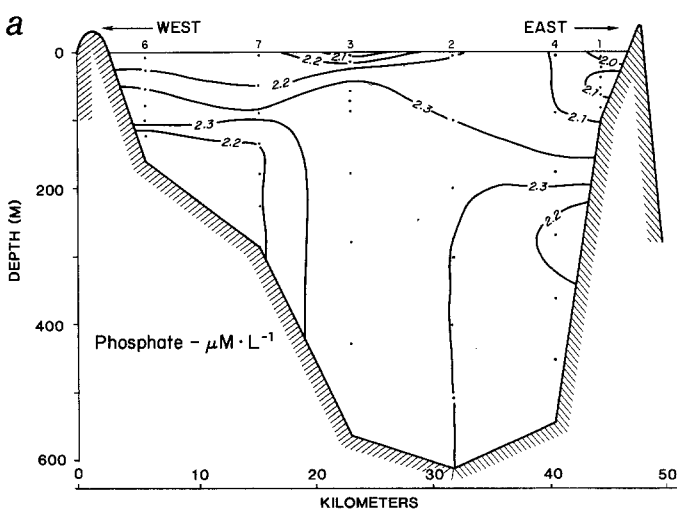 a
WEST
EAST
6 7 3 2 4 1
0
200
400
600
DEPTH (M)
2.2
2.1
2.2
2.3
2.3
2.2
2.0
2.1
2.1
2.3
2.2
Phosphate – μM · L⁻¹
0 10 20 30 40 50
KILOMETERS